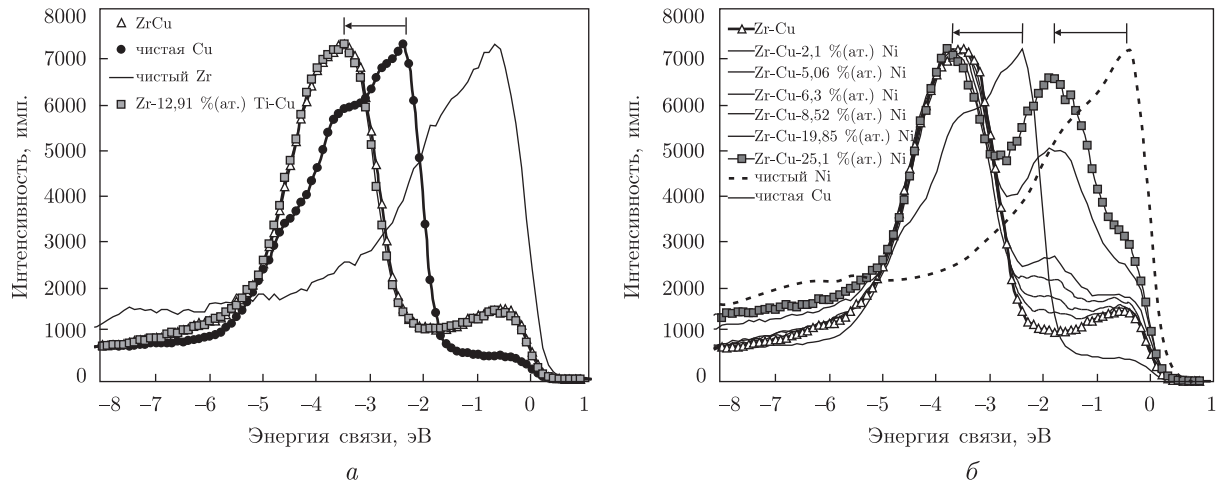 8000
7000
6000
5000
4000
3000
2000
1000
0
Интенсивность, имп.
ZrCu
чистая Cu
чистый Zr
Zr-12,91 %(ат.) Ti-Cu
–8 –7 –6 –5 –4 –3 –2 –1 0 1
Энергия связи, эВ
а
8000
7000
6000
5000
4000
3000
2000
1000
0
Интенсивность, имп.
Zr-Cu
Zr-Cu-2,1 %(ат.) Ni
Zr-Cu-5,06 %(ат.) Ni
Zr-Cu-6,3 %(ат.) Ni
Zr-Cu-8,52 %(ат.) Ni
Zr-Cu-19,85 %(ат.) Ni
Zr-Cu-25,1 %(ат.) Ni
чистый Ni
чистая Cu
–8 –7 –6 –5 –4 –3 –2 –1 0 1
Энергия связи, эВ
б